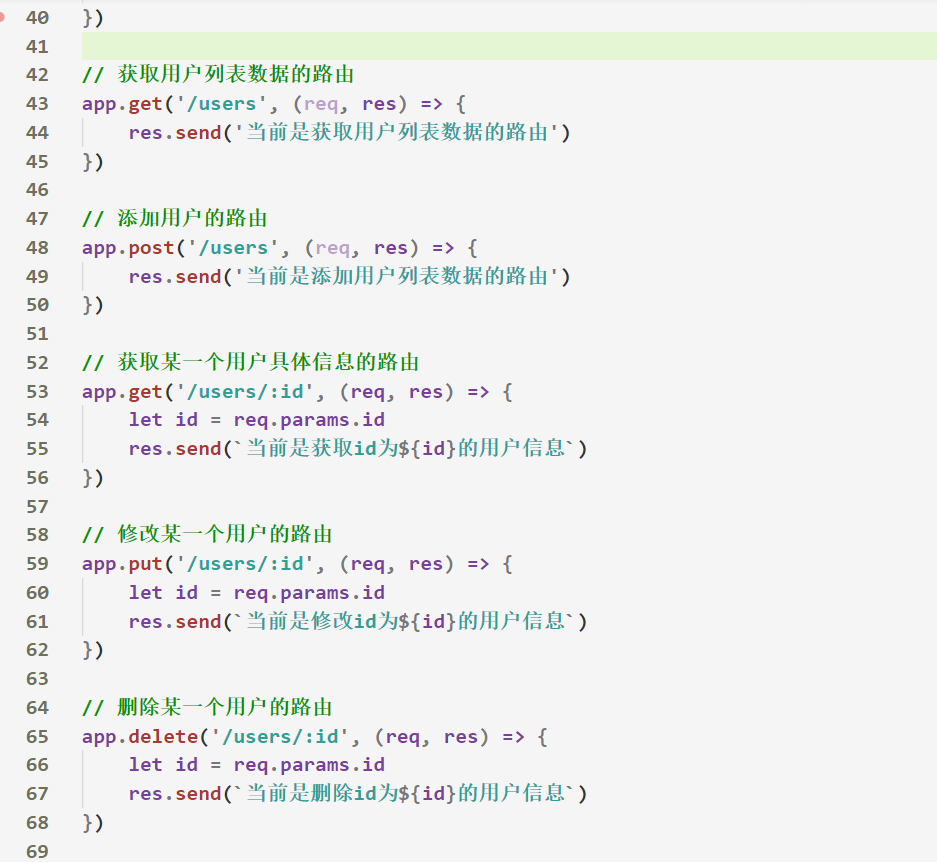 40 })
41
42 // 获取用户列表数据的路由
43 app.get('/users', (req, res) => {
44     res.send('当前是获取用户列表数据的路由')
45 })
46
47 // 添加用户的路由
48 app.post('/users', (req, res) => {
49     res.send('当前是添加用户列表数据的路由')
50 })
51
52 // 获取某一个用户具体信息的路由
53 app.get('/users/:id', (req, res) => {
54     let id = req.params.id
55     res.send(`当前是获取id为${id}的用户信息`)
56 })
57
58 // 修改某一个用户的路由
59 app.put('/users/:id', (req, res) => {
60     let id = req.params.id
61     res.send(`当前是修改id为${id}的用户信息`)
62 })
63
64 // 删除某一个用户的路由
65 app.delete('/users/:id', (req, res) => {
66     let id = req.params.id
67     res.send(`当前是删除id为${id}的用户信息`)
68 })
69